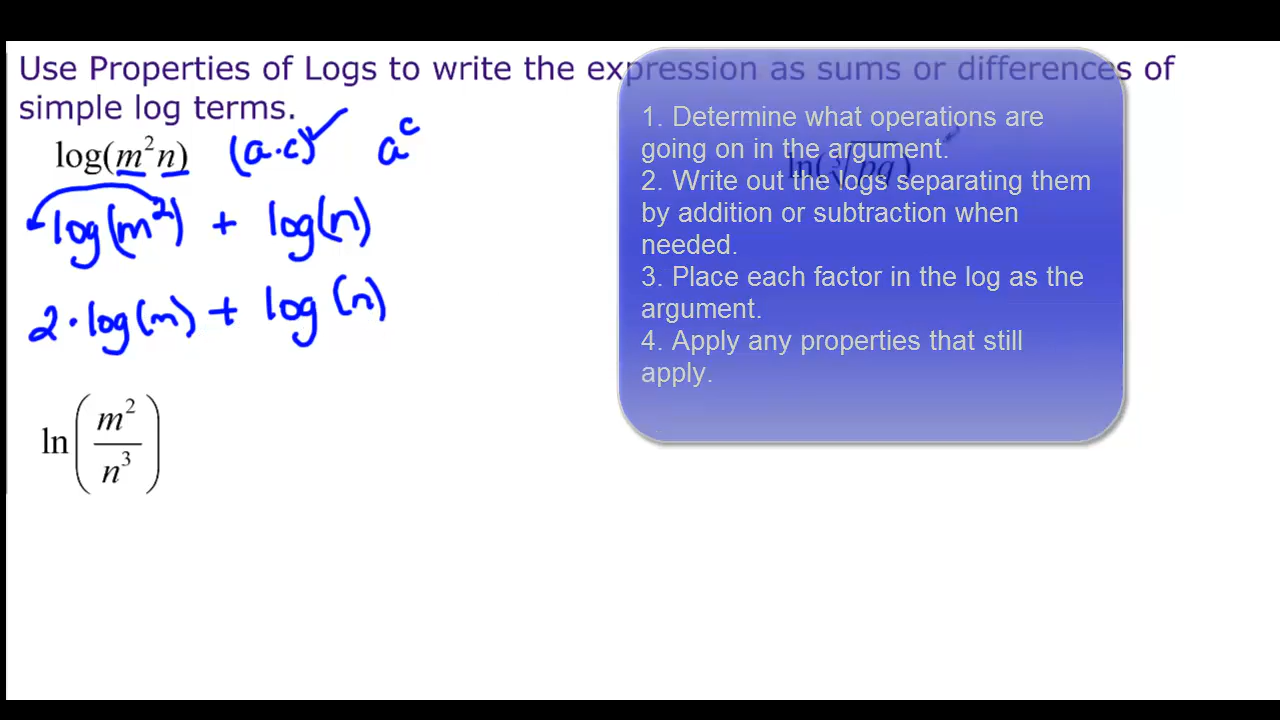 Use Properties of Logs to write the expression as sums or differences of
simple log terms.
log(m²n) (a·c) a^c
log(m²) + log(n)
2·log(m) + log(n)
ln(m²/n³)
1. Determine what operations are
going on in the argument.
2. Write out the logs separating them
by addition or subtraction when
needed.
3. Place each factor in the log as the
argument.
4. Apply any properties that still
apply.